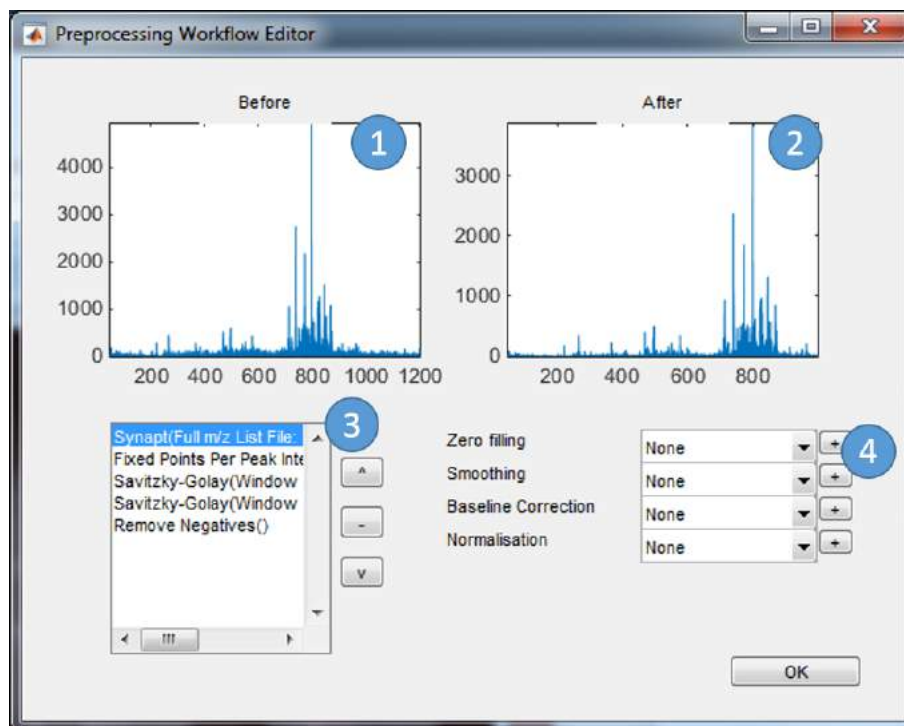 Preprocessing Workflow Editor
Before
After
1
2
4000
3000
2000
1000
0
200 400 600 800 1000 1200
3000
2000
1000
0
200 400 600 800
3
4
Synapt(Full m/z List File:
Fixed Points Per Peak Inte
Savitzky-Golay(Window
Savitzky-Golay(Window
Remove Negatives()
^
-
v
Zero filling None +
Smoothing None +
Baseline Correction None +
Normalisation None +
OK